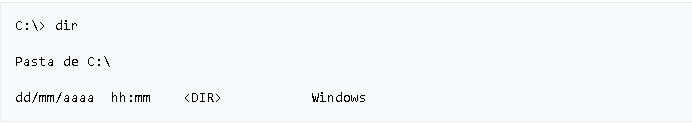 C:\> dir
Pasta de C:\
dd/mm/aaaa  hh:mm    <DIR>           Windows